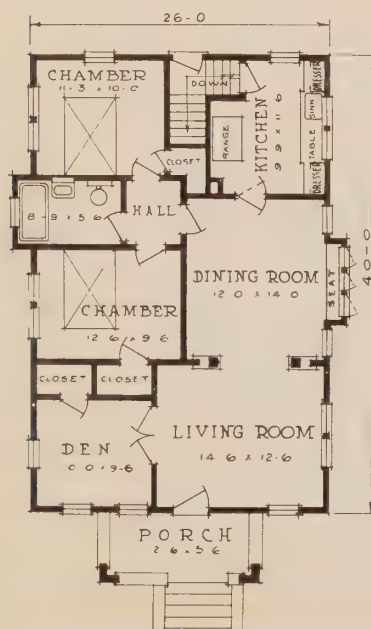 26-0
CHAMBER
11-3 x 10-0
DOWN
CLOSET
RANGE
KITCHEN
9-9 x 11-6
DRESSER
SINK
TABLE
DRESSER
8-9 x 5-6
HALL
CHAMBER
12-6 x 9-6
DINING ROOM
12-0 x 14-0
SEAT
40-0
CLOSET
CLOSET
DEN
LIVING ROOM
14-6 x 12-6
PORCH